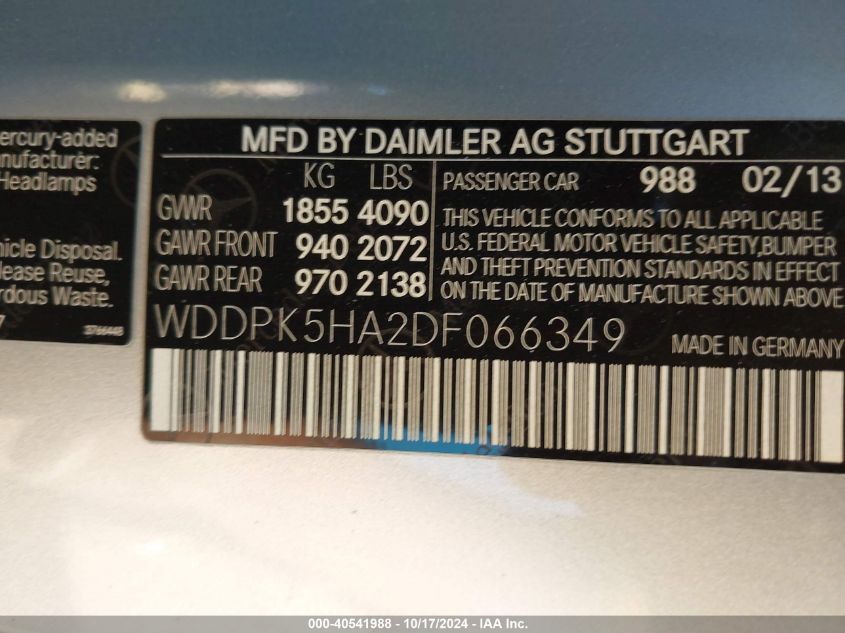 ercury-added
nufacturer:
Headlamps
hicle Disposal.
lease Reuse,
rdous Waste.
7
3766448
MFD BY DAIMLER AG STUTTGART
KG LBS
GVWR 1855 4090
GAWR FRONT 940 2072
GAWR REAR 970 2138
PASSENGER CAR 988 02/13
THIS VEHICLE CONFORMS TO ALL APPLICABLE
U.S. FEDERAL MOTOR VEHICLE SAFETY,BUMPER
AND THEFT PREVENTION STANDARDS IN EFFECT
ON THE DATE OF MANUFACTURE SHOWN ABOVE
WDDPK5HA2DF066349
MADE IN GERMANY
000-40541988 - 10/17/2024 - IAA Inc.